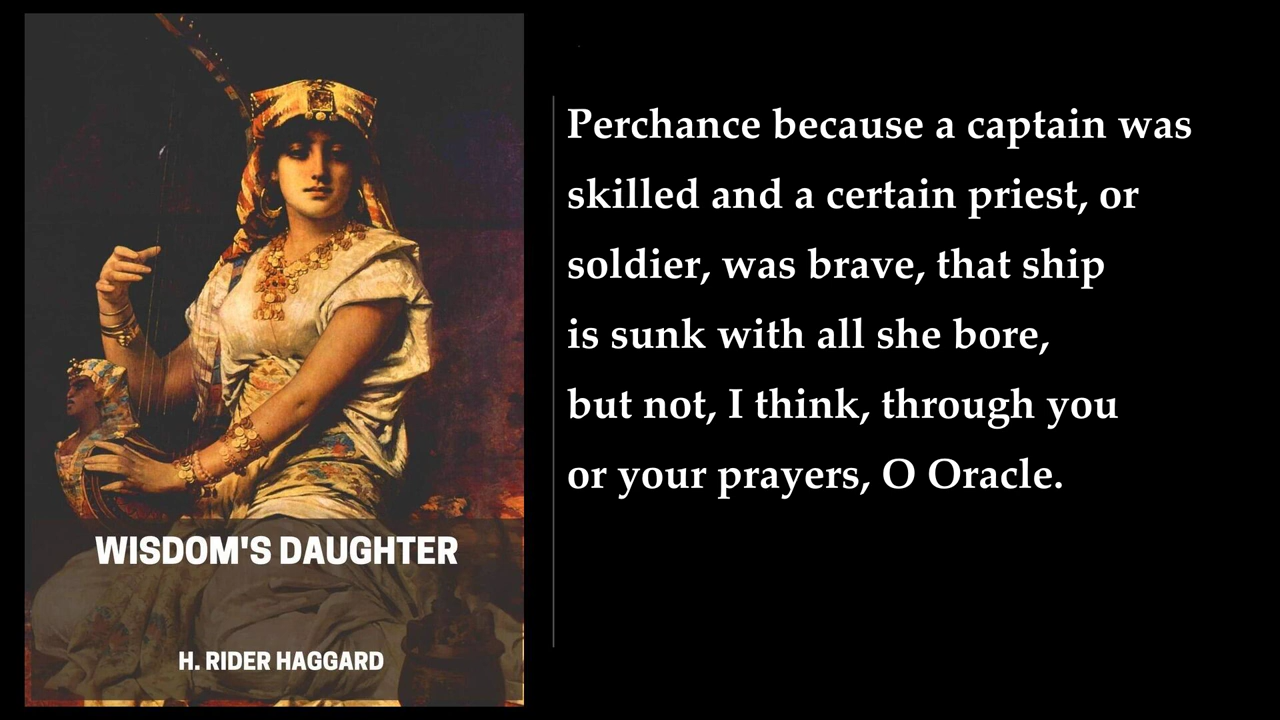 WISDOM'S DAUGHTER
H. RIDER HAGGARD
Perchance because a captain was
skilled and a certain priest, or
soldier, was brave, that ship
is sunk with all she bore,
but not, I think, through you
or your prayers, O Oracle.